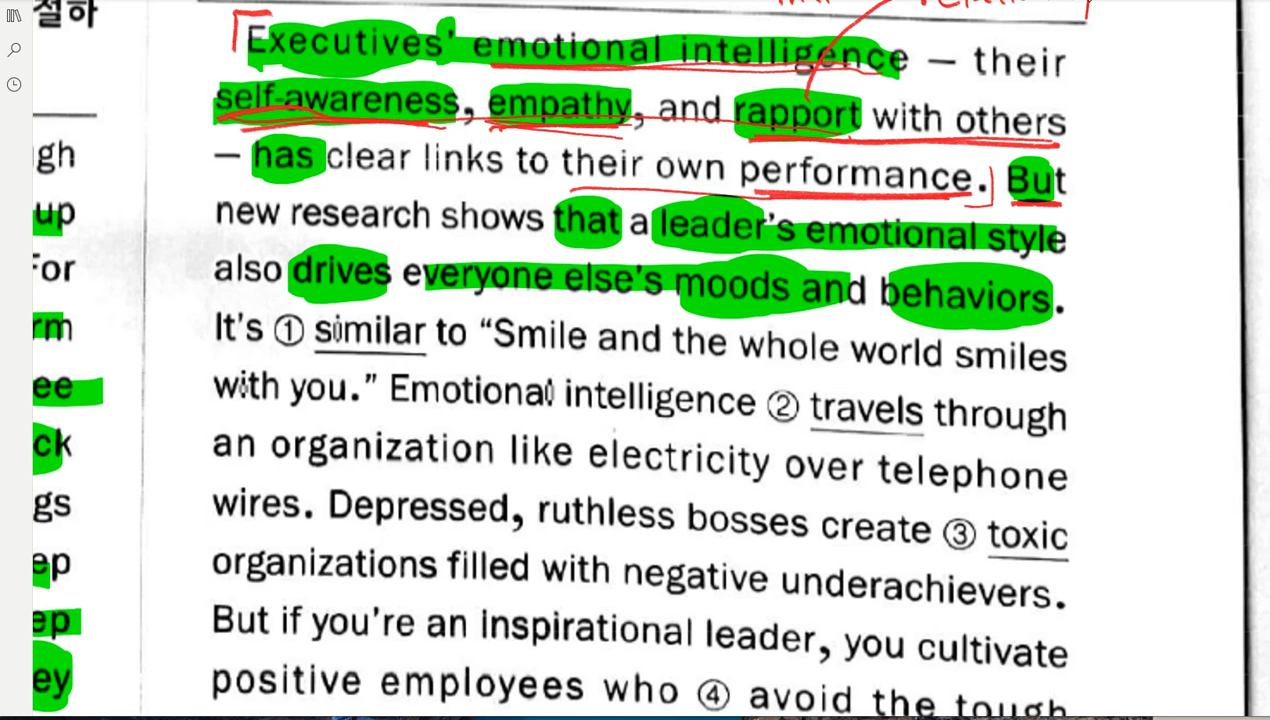 절하
Executives' emotional intelligence — their
self-awareness, empathy, and rapport with others
— has clear links to their own performance. But
new research shows that a leader's emotional style
also drives everyone else's moods and behaviors.
It's ① similar to “Smile and the whole world smiles
with you.” Emotional intelligence ② travels through
an organization like electricity over telephone
wires. Depressed, ruthless bosses create ③ toxic
organizations filled with negative underachievers.
But if you're an inspirational leader, you cultivate
positive employees who ④ avoid the tough
gh
up
For
rm
ee
ck
gs
ep
ep
ey